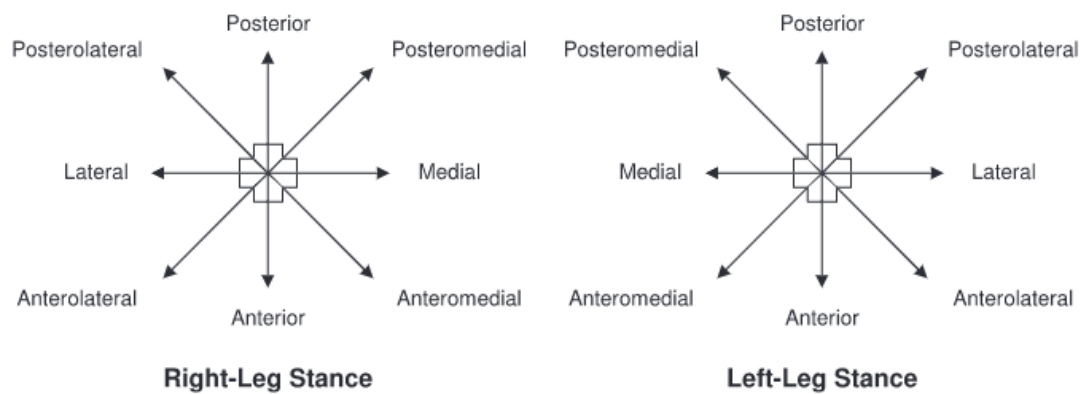 Posterior
Posterolateral
Posteromedial
Lateral
Medial
Anterolateral
Anteromedial
Anterior
Right-Leg Stance
Posterior
Posteromedial
Posterolateral
Medial
Lateral
Anteromedial
Anterolateral
Anterior
Left-Leg Stance